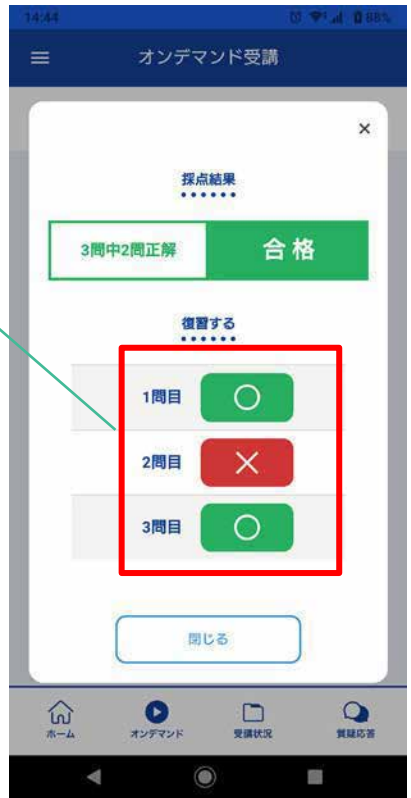 14:44 88%
オンデマンド受講
×
採点結果
3問中2問正解 合格
復習する
1問目 ○
2問目 ×
3問目 ○
閉じる
ホーム オンデマンド 受講状況 質疑応答